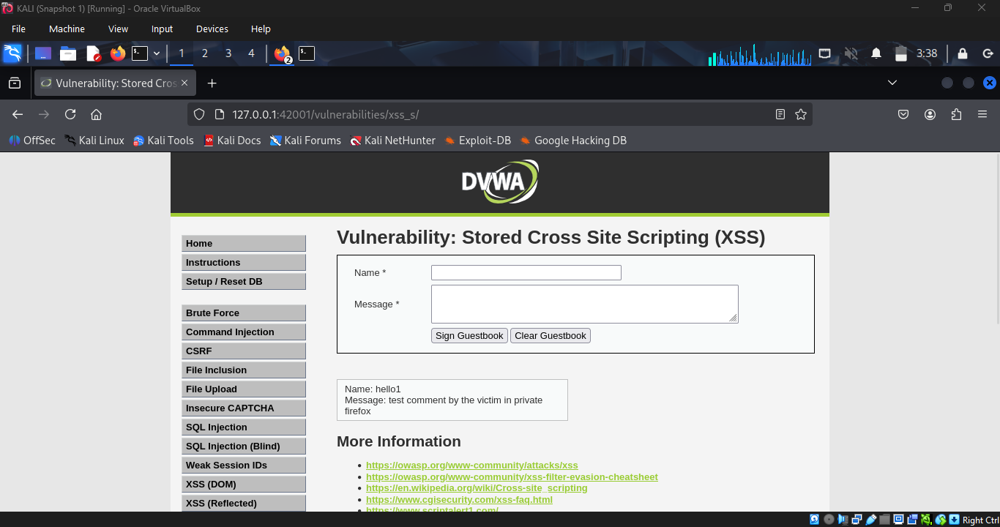 KALI (Snapshot 1) [Running] - Oracle VirtualBox
File Machine View Input Devices Help
1 2 3 4 2 3:38
Vulnerability: Stored Cros
127.0.0.1:42001/vulnerabilities/xss_s/
OffSec Kali Linux Kali Tools Kali Docs Kali Forums Kali NetHunter Exploit-DB Google Hacking DB
DVWA
Home
Instructions
Setup / Reset DB
Brute Force
Command Injection
CSRF
File Inclusion
File Upload
Insecure CAPTCHA
SQL Injection
SQL Injection (Blind)
Weak Session IDs
XSS (DOM)
XSS (Reflected)
Vulnerability: Stored Cross Site Scripting (XSS)
Name *
Message *
Sign Guestbook Clear Guestbook
Name: hello1
Message: test comment by the victim in private
firefox
More Information
https://owasp.org/www-community/attacks/xss
https://owasp.org/www-community/xss-filter-evasion-cheatsheet
https://en.wikipedia.org/wiki/Cross-site_scripting
https://www.cgisecurity.com/xss-faq.html
https://www.scriptalert1.com/
Right Ctrl